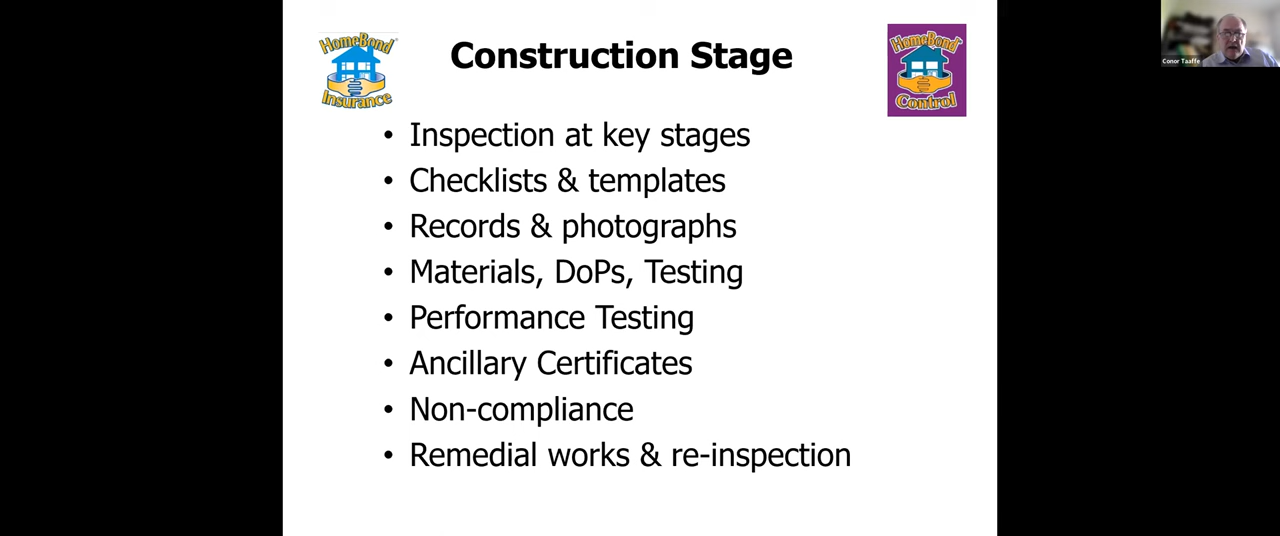 HomeBond
Insurance
Construction Stage
HomeBond
Control
Conor Taaffe
• Inspection at key stages
• Checklists & templates
• Records & photographs
• Materials, DoPs, Testing
• Performance Testing
• Ancillary Certificates
• Non-compliance
• Remedial works & re-inspection